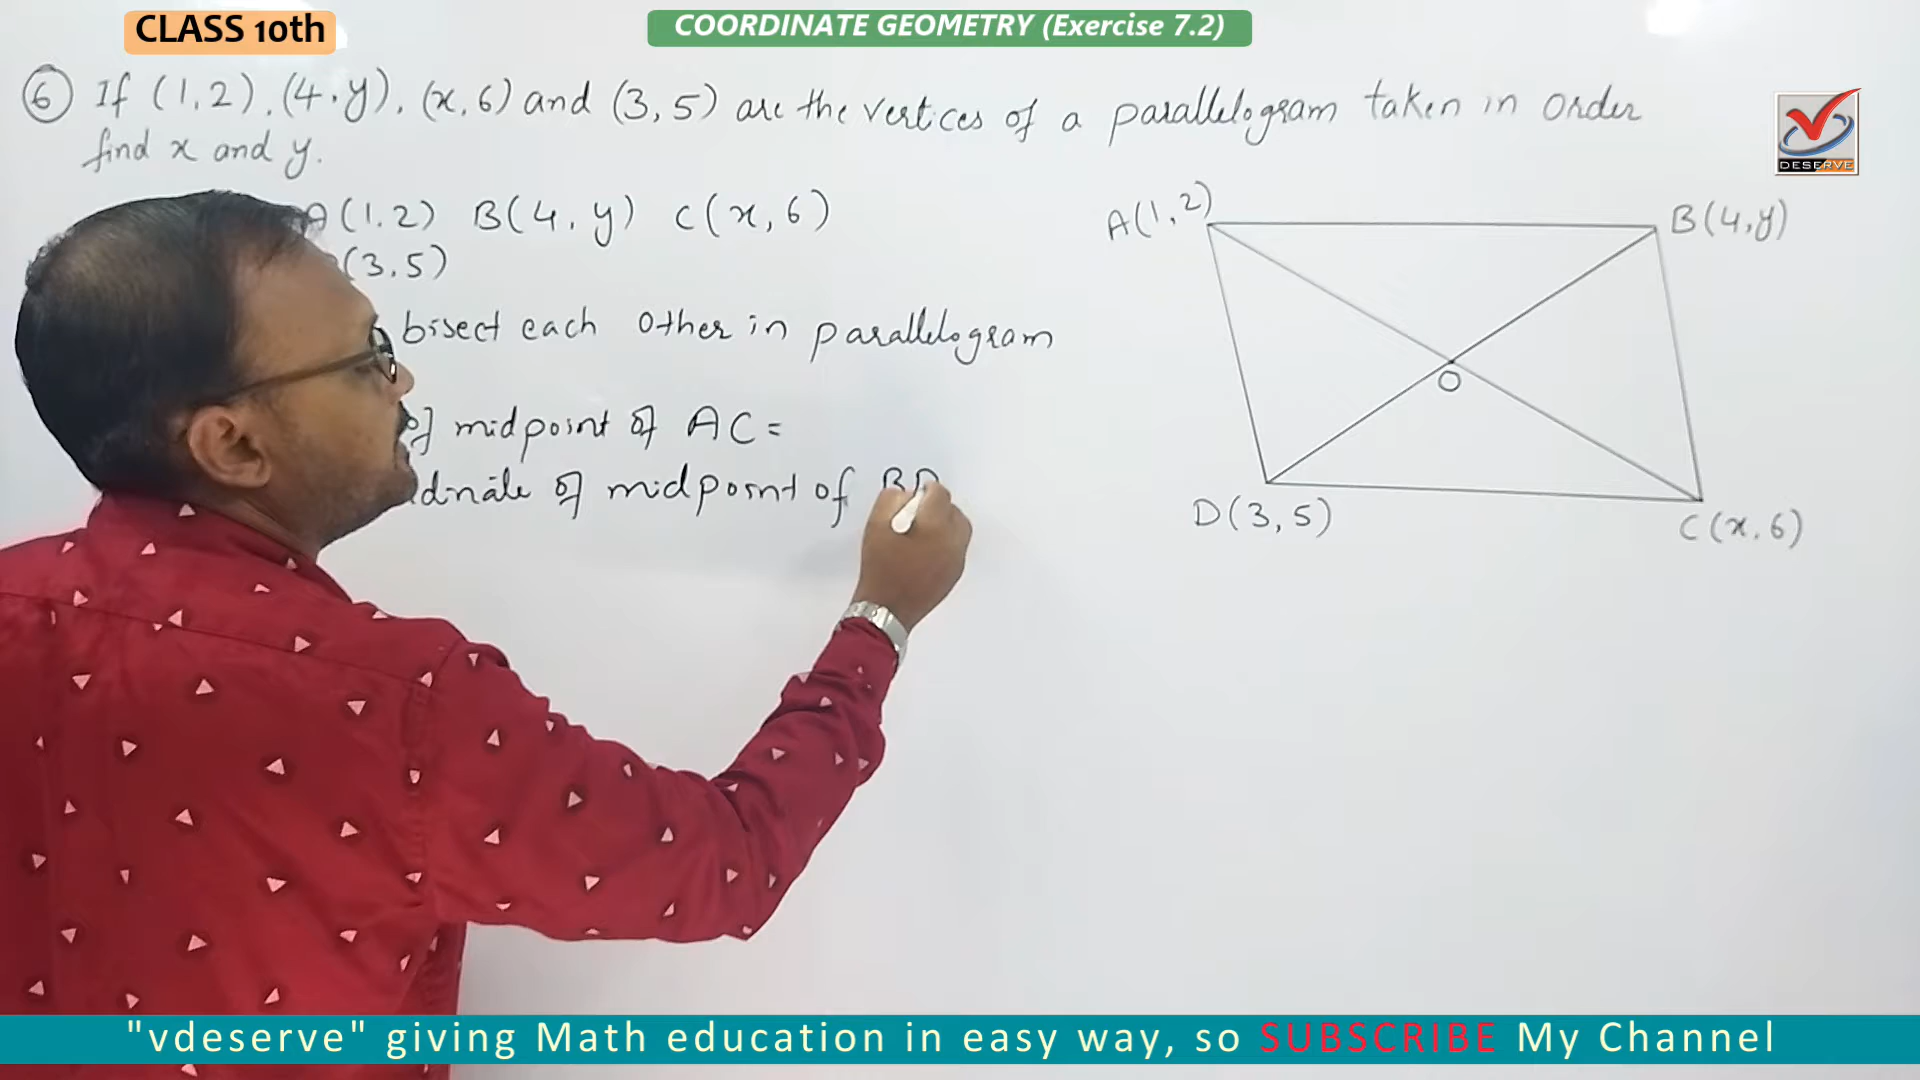 CLASS 10th
COORDINATE GEOMETRY (Exercise 7.2)
6 If (1,2), (4,y), (x,6) and (3,5) are the vertices of a parallelogram taken in order
find x and y.
DESERVE
A(1.2) B(4,y) C(x,6)
(3,5)
bisect each other in parallelogram
of midpoint of AC=
of midpoint of BD
A(1,2)
B(4,y)
O
D(3,5)
C(x,6)
"vdeserve" giving Math education in easy way, so SUBSCRIBE My Channel